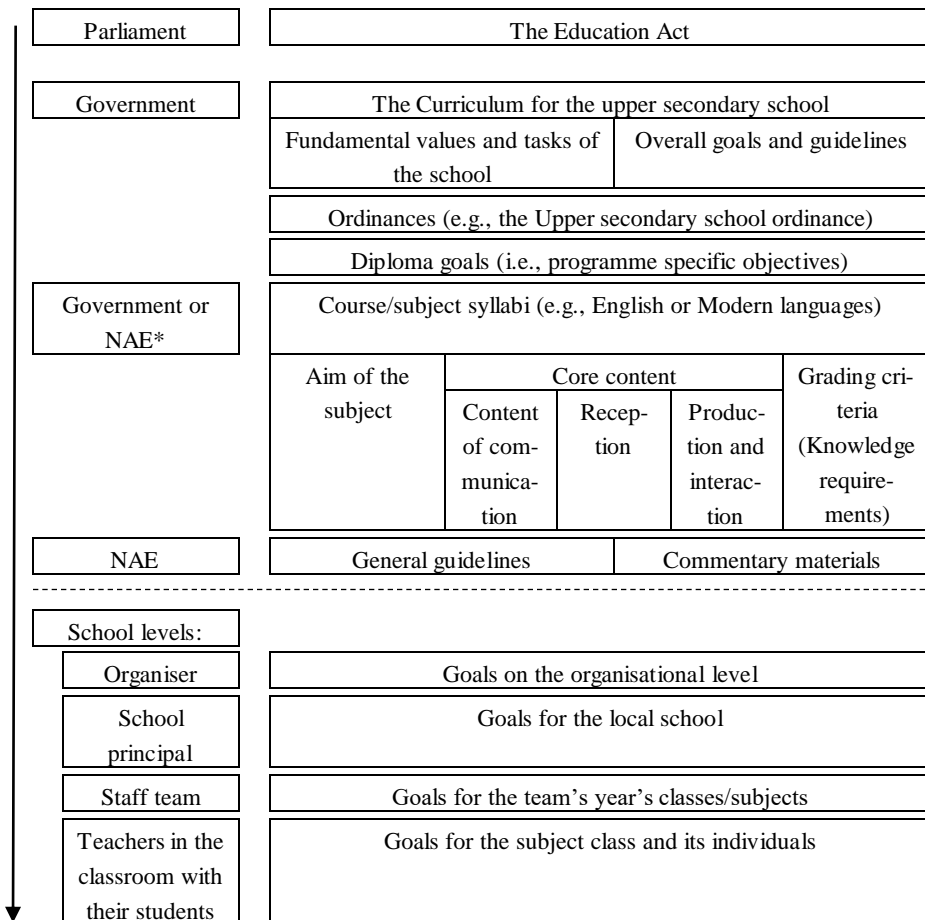 Parliament
The Education Act
Government
The Curriculum for the upper secondary school
Fundamental values and tasks of
the school
Overall goals and guidelines
Ordinances (e.g., the Upper secondary school ordinance)
Diploma goals (i.e., programme specific objectives)
Government or
NAE*
Course/subject syllabi (e.g., English or Modern languages)
Aim of the
subject
Core content
Content
of com-
munica-
tion
Recep-
tion
Produc-
tion and
interac-
tion
Grading cri-
teria
(Knowledge
require-
ments)
NAE
General guidelines
Commentary materials
School levels:
Organiser
Goals on the organisational level
School
principal
Goals for the local school
Staff team
Goals for the team’s year’s classes/subjects
Teachers in the
classroom with
their students
Goals for the subject class and its individuals